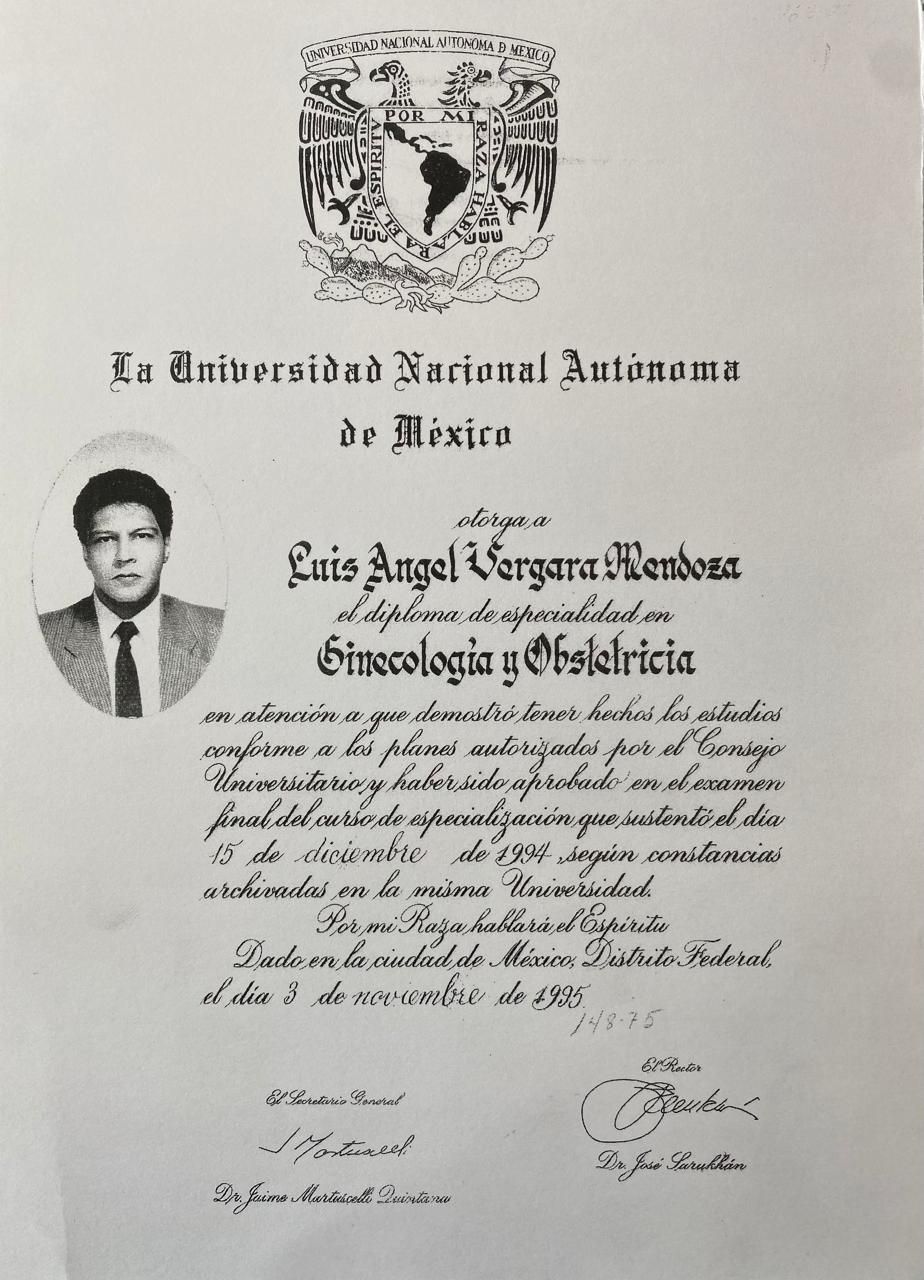 UNIVERSIDAD NACIONAL AUTONOMA D MEXICO
POR MI RAZA HABLARA EL ESPIRITV
La Universidad Nacional Autónoma
de México
otorga a
Luis Angel Vergara Mendoza
el diploma de especialidad en
Ginecología y Obstetricia
en atención a que demostró tener hechos los estudios
conforme a los planes autorizados por el Consejo
Universitario y haber sido aprobado en el examen
final del curso de especialización que sustentó el día
15 de diciembre de 1994, según constancias
archivadas en la misma Universidad.
Por mi Raza hablará el Espíritu
Dado en la ciudad de México, Distrito Federal,
el día 3 de noviembre de 1995
148-75
El Rector
El Secretario General
J Martuscelli
Dr. José Sarukhán
Dr. Jaime Martuscelli Quintana